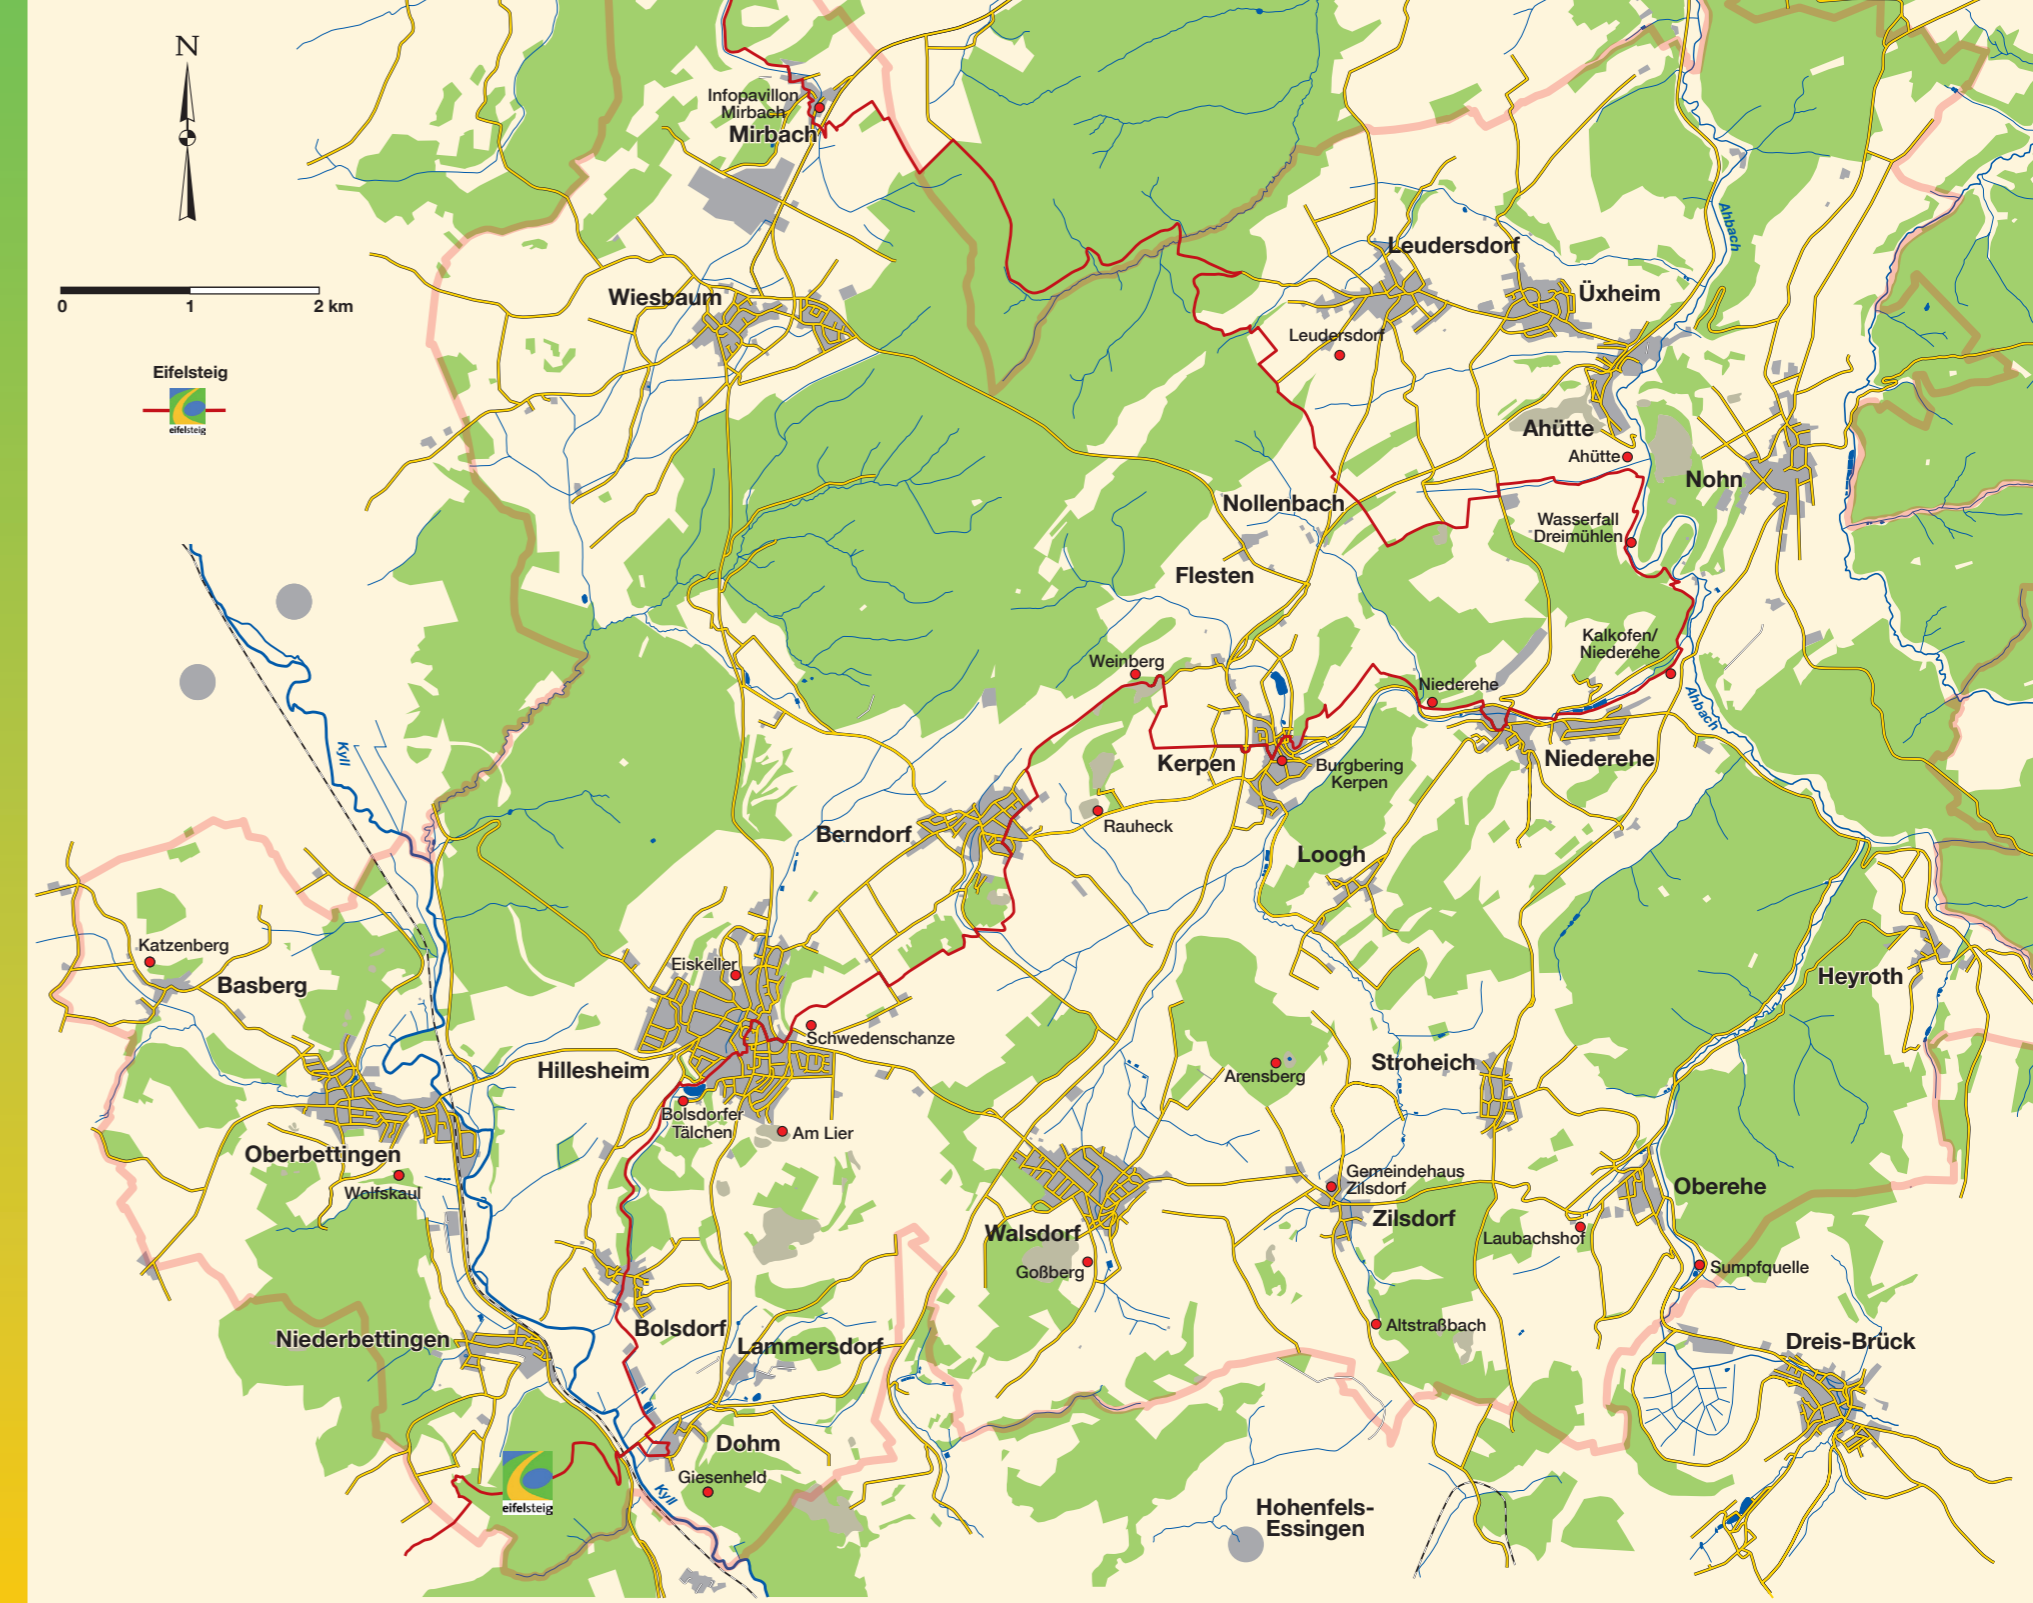 N
Infopavillon
Mirbach
Mirbach
Ahbach
Leudersdorf
Üxheim
Wiesbaum
0 1 2 km
Leudersdorf
Eifelsteig
eifelsteig
Ahütte
Ahütte
Nohn
Nollenbach
Wasserfall
Dreimühlen
Flesten
Kalkofen/
Niederehe
Weinberg
Niederehe
Ahbach
Kyll
Kerpen
Niederehe
Burgbering
Kerpen
Rauheck
Berndorf
Loogh
Katzenberg
Eiskeller
Basberg
Heyroth
Schwedenschanze
Hillesheim
Stroheich
Arensberg
Bolsdorfer
Tälchen
Am Lier
Oberbettingen
Wolfskaul
Gemeindehaus
Zilsdorf
Oberehe
Walsdorf
Zilsdorf
Laubachshof
Goßberg
Sumpfquelle
Bolsdorf
Altstraßbach
Niederbettingen
Lammersdorf
Dreis-Brück
Dohm
Giesenheld
eifelsteig
Kyll
Hohenfels-
Essingen